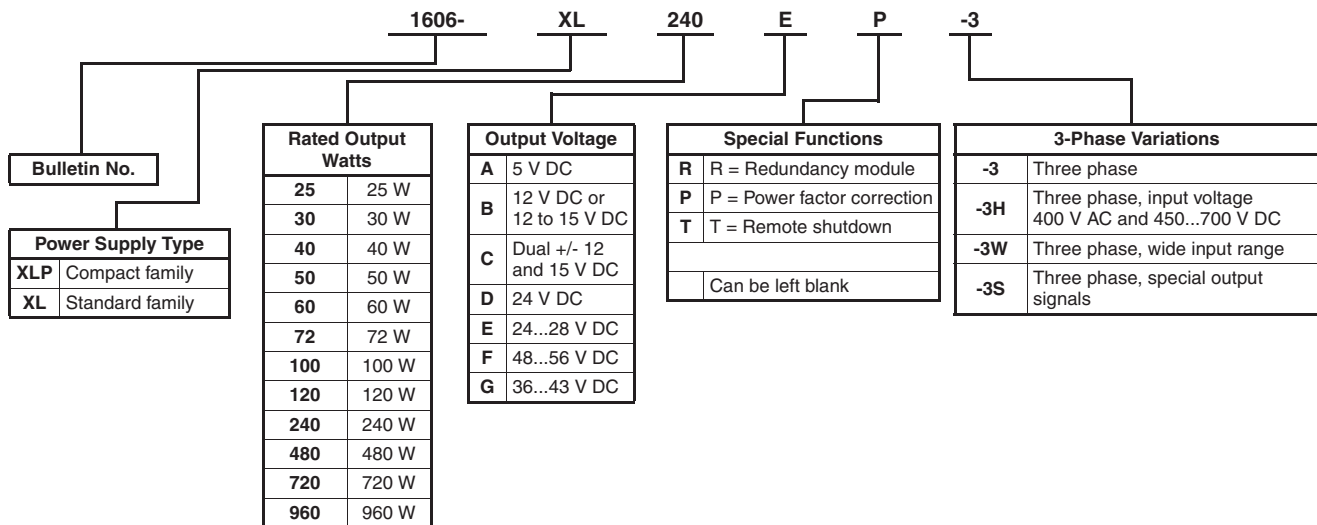 1606- XL 240 E P -3
Bulletin No.
Power Supply Type
XLP Compact family
XL Standard family
Rated Output
Watts
25 25 W
30 30 W
40 40 W
50 50 W
60 60 W
72 72 W
100 100 W
120 120 W
240 240 W
480 480 W
720 720 W
960 960 W
Output Voltage
A 5 V DC
B 12 V DC or
12 to 15 V DC
C Dual +/- 12
and 15 V DC
D 24 V DC
E 24...28 V DC
F 48...56 V DC
G 36...43 V DC
Special Functions
R R = Redundancy module
P P = Power factor correction
T T = Remote shutdown
Can be left blank
3-Phase Variations
-3 Three phase
-3H Three phase, input voltage
400 V AC and 450...700 V DC
-3W Three phase, wide input range
-3S Three phase, special output
signals